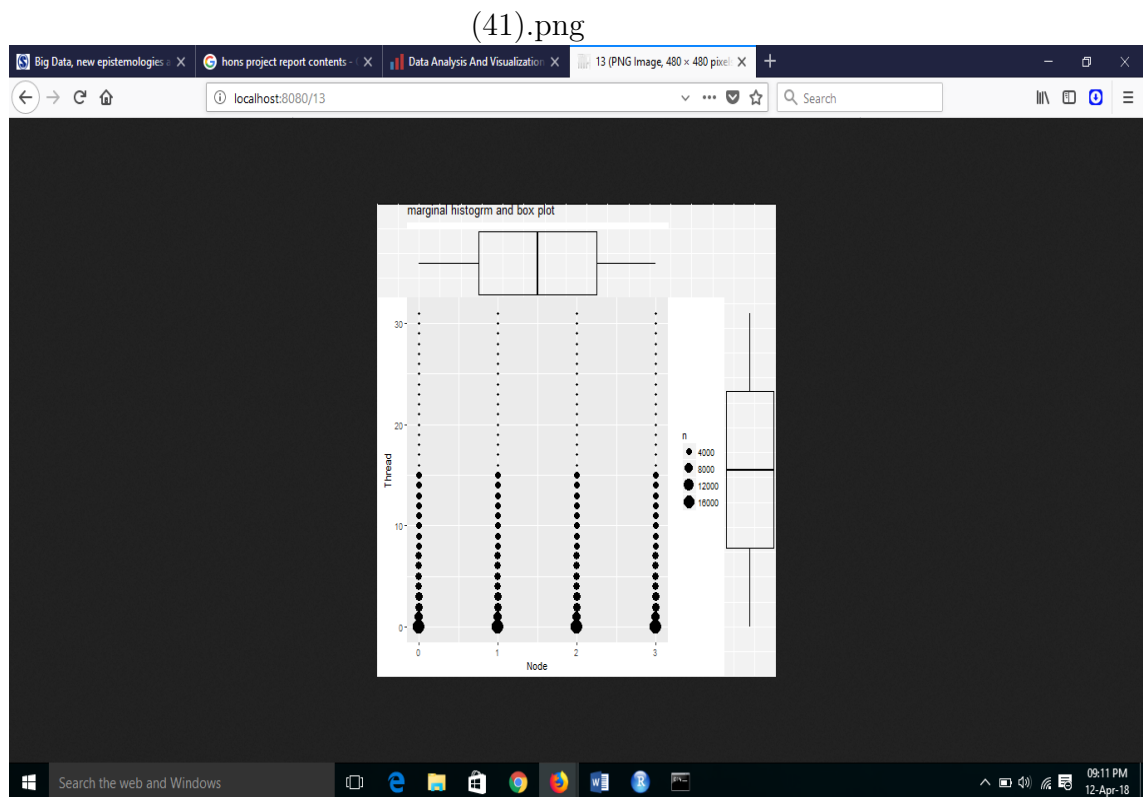 (41).png
Big Data, new epistemologies a
hons project report contents - G
Data Analysis And Visualization
13 (PNG Image, 480 × 480 pixel
localhost:8080/13
Search
marginal histogrm and box plot
30
20
10
0
Thread
0 1 2 3
Node
n
4000
8000
12000
16000
Search the web and Windows
09:11 PM
12-Apr-18